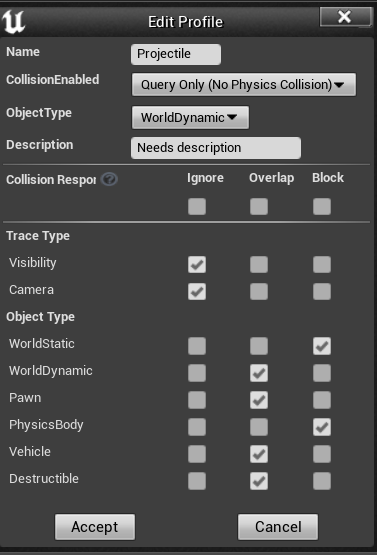 Edit Profile
Name Projectile
CollisionEnabled Query Only (No Physics Collision)
ObjectType WorldDynamic
Description Needs description
Collision Respor ? Ignore Overlap Block
Trace Type
Visibility
Camera
Object Type
WorldStatic
WorldDynamic
Pawn
PhysicsBody
Vehicle
Destructible
Accept Cancel